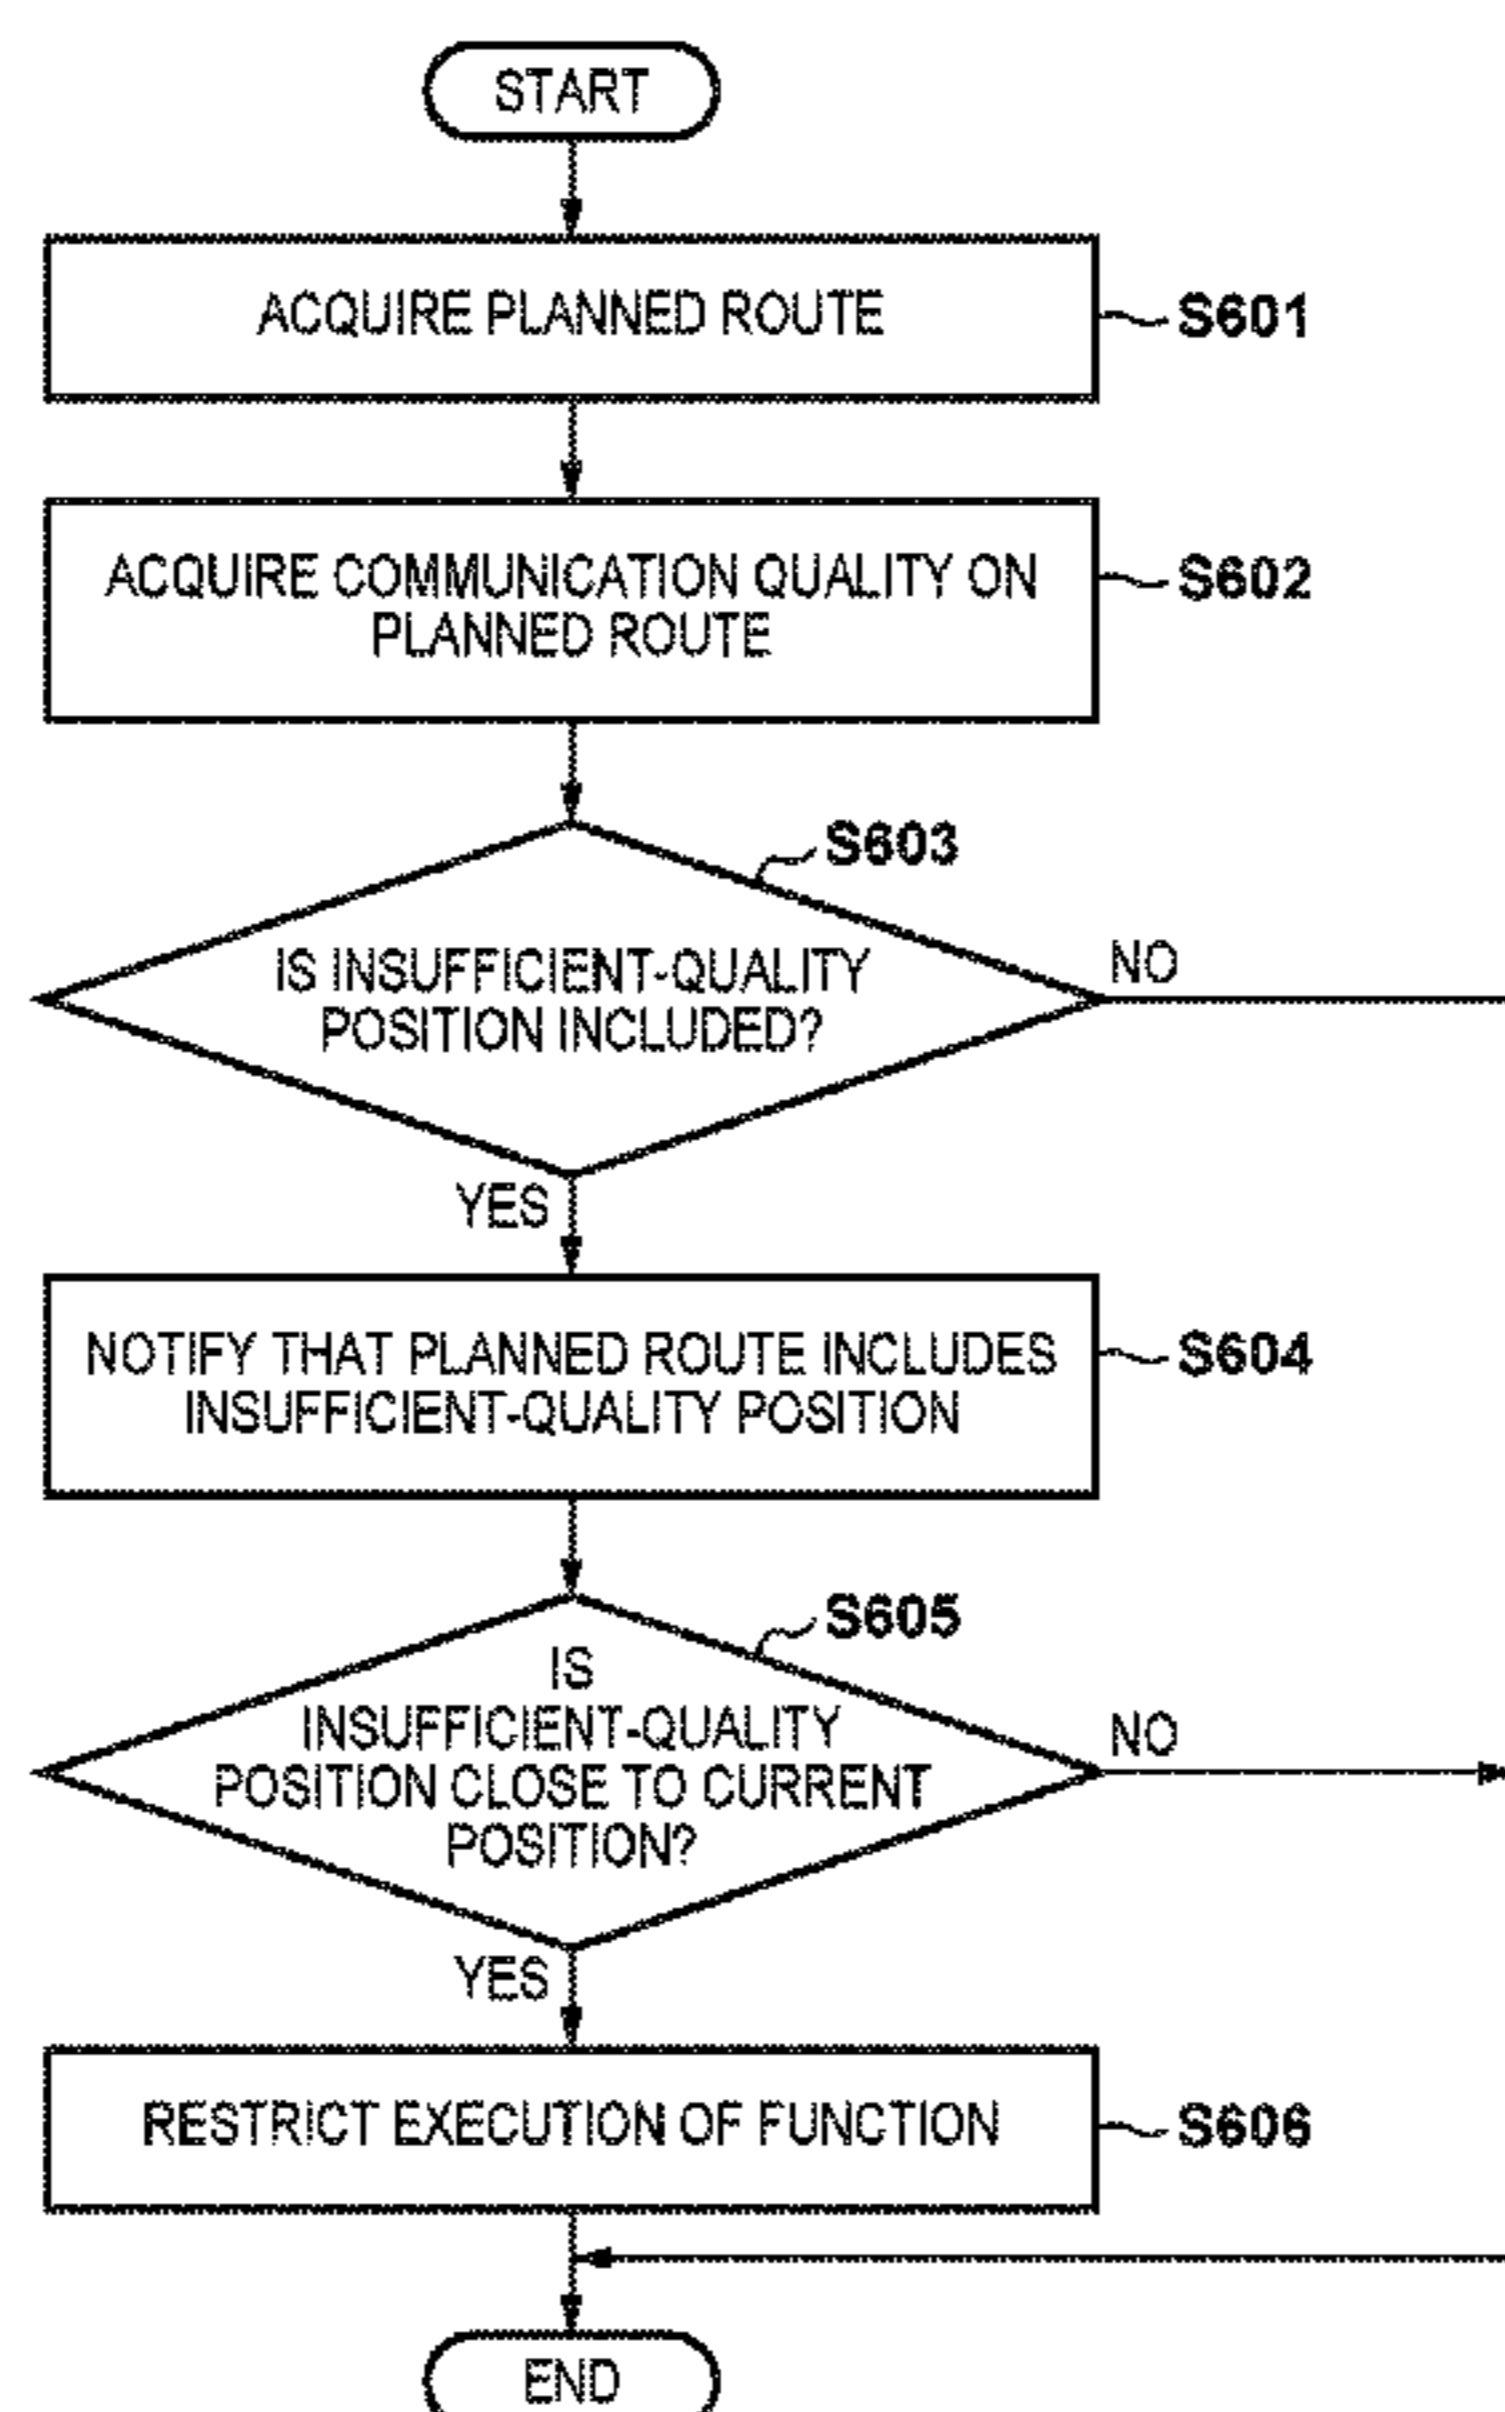 START
ACQUIRE PLANNED ROUTE
S601
ACQUIRE COMMUNICATION QUALITY ON
PLANNED ROUTE
S602
S603
IS INSUFFICIENT-QUALITY
POSITION INCLUDED?
NO
YES
NOTIFY THAT PLANNED ROUTE INCLUDES
INSUFFICIENT-QUALITY POSITION
S604
S605
IS
INSUFFICIENT-QUALITY
POSITION CLOSE TO CURRENT
POSITION?
NO
YES
RESTRICT EXECUTION OF FUNCTION
S606
END